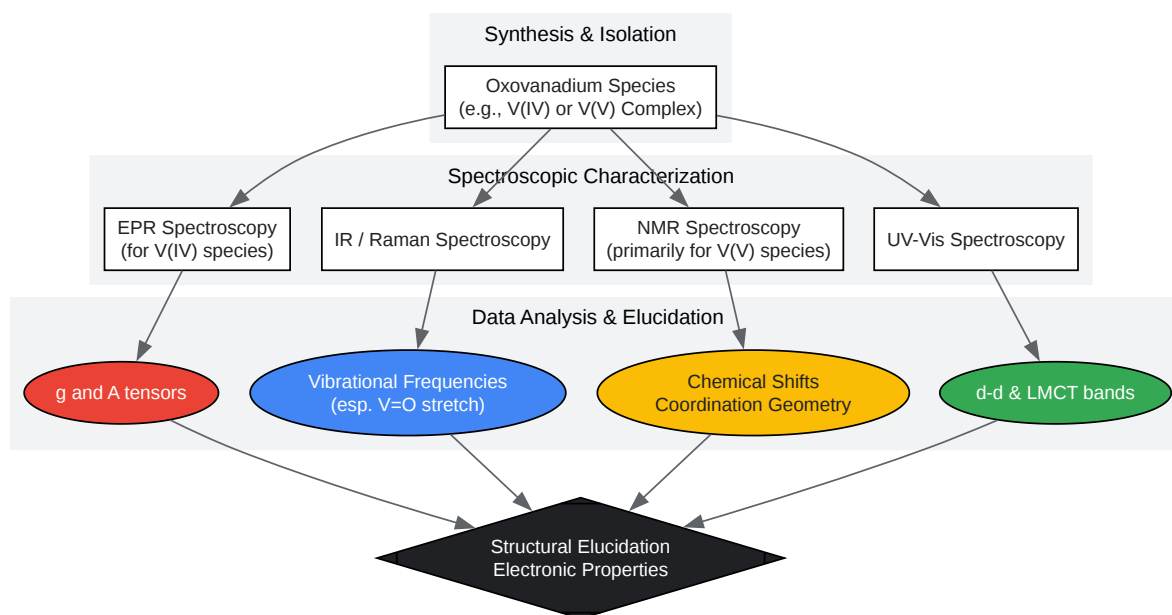 Synthesis & Isolation
Oxovanadium Species
(e.g., V(IV) or V(V) Complex)
Spectroscopic Characterization
EPR Spectroscopy
(for V(IV) species)
IR / Raman Spectroscopy
NMR Spectroscopy
(primarily for V(V) species)
UV-Vis Spectroscopy
Data Analysis & Elucidation
g and A tensors
Vibrational Frequencies
(esp. V=O stretch)
Chemical Shifts
Coordination Geometry
d-d & LMCT bands
Structural Elucidation
Electronic Properties